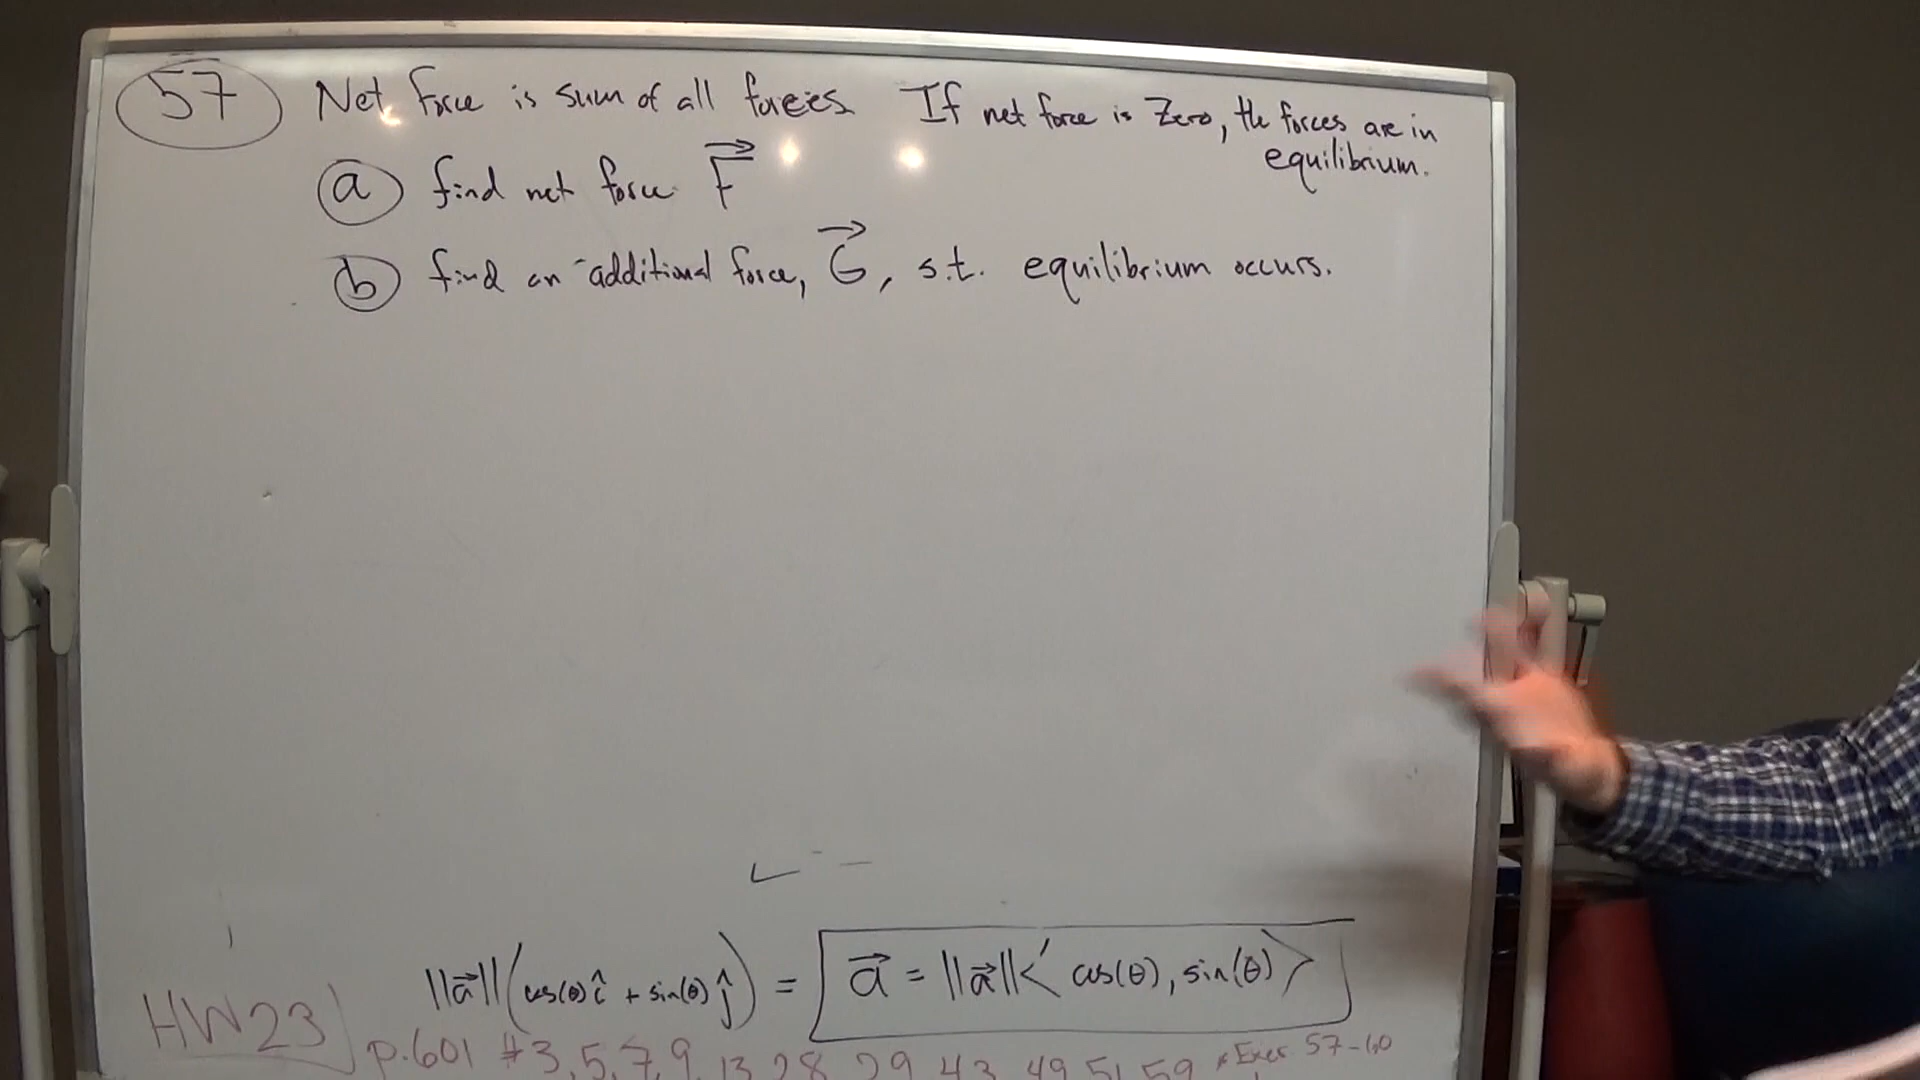 57 Net force is sum of all forces. If net force is zero, the forces are in
equilibrium.
a find net force F
b find an additional force, G, s.t. equilibrium occurs.
||a||(cos(θ)î + sin(θ)ĵ) = a = ||a||< cos(θ), sin(θ)>
HW23
p.601 #3,5,7,9,13,28,29,43,49,51,59 * Exer 57-60